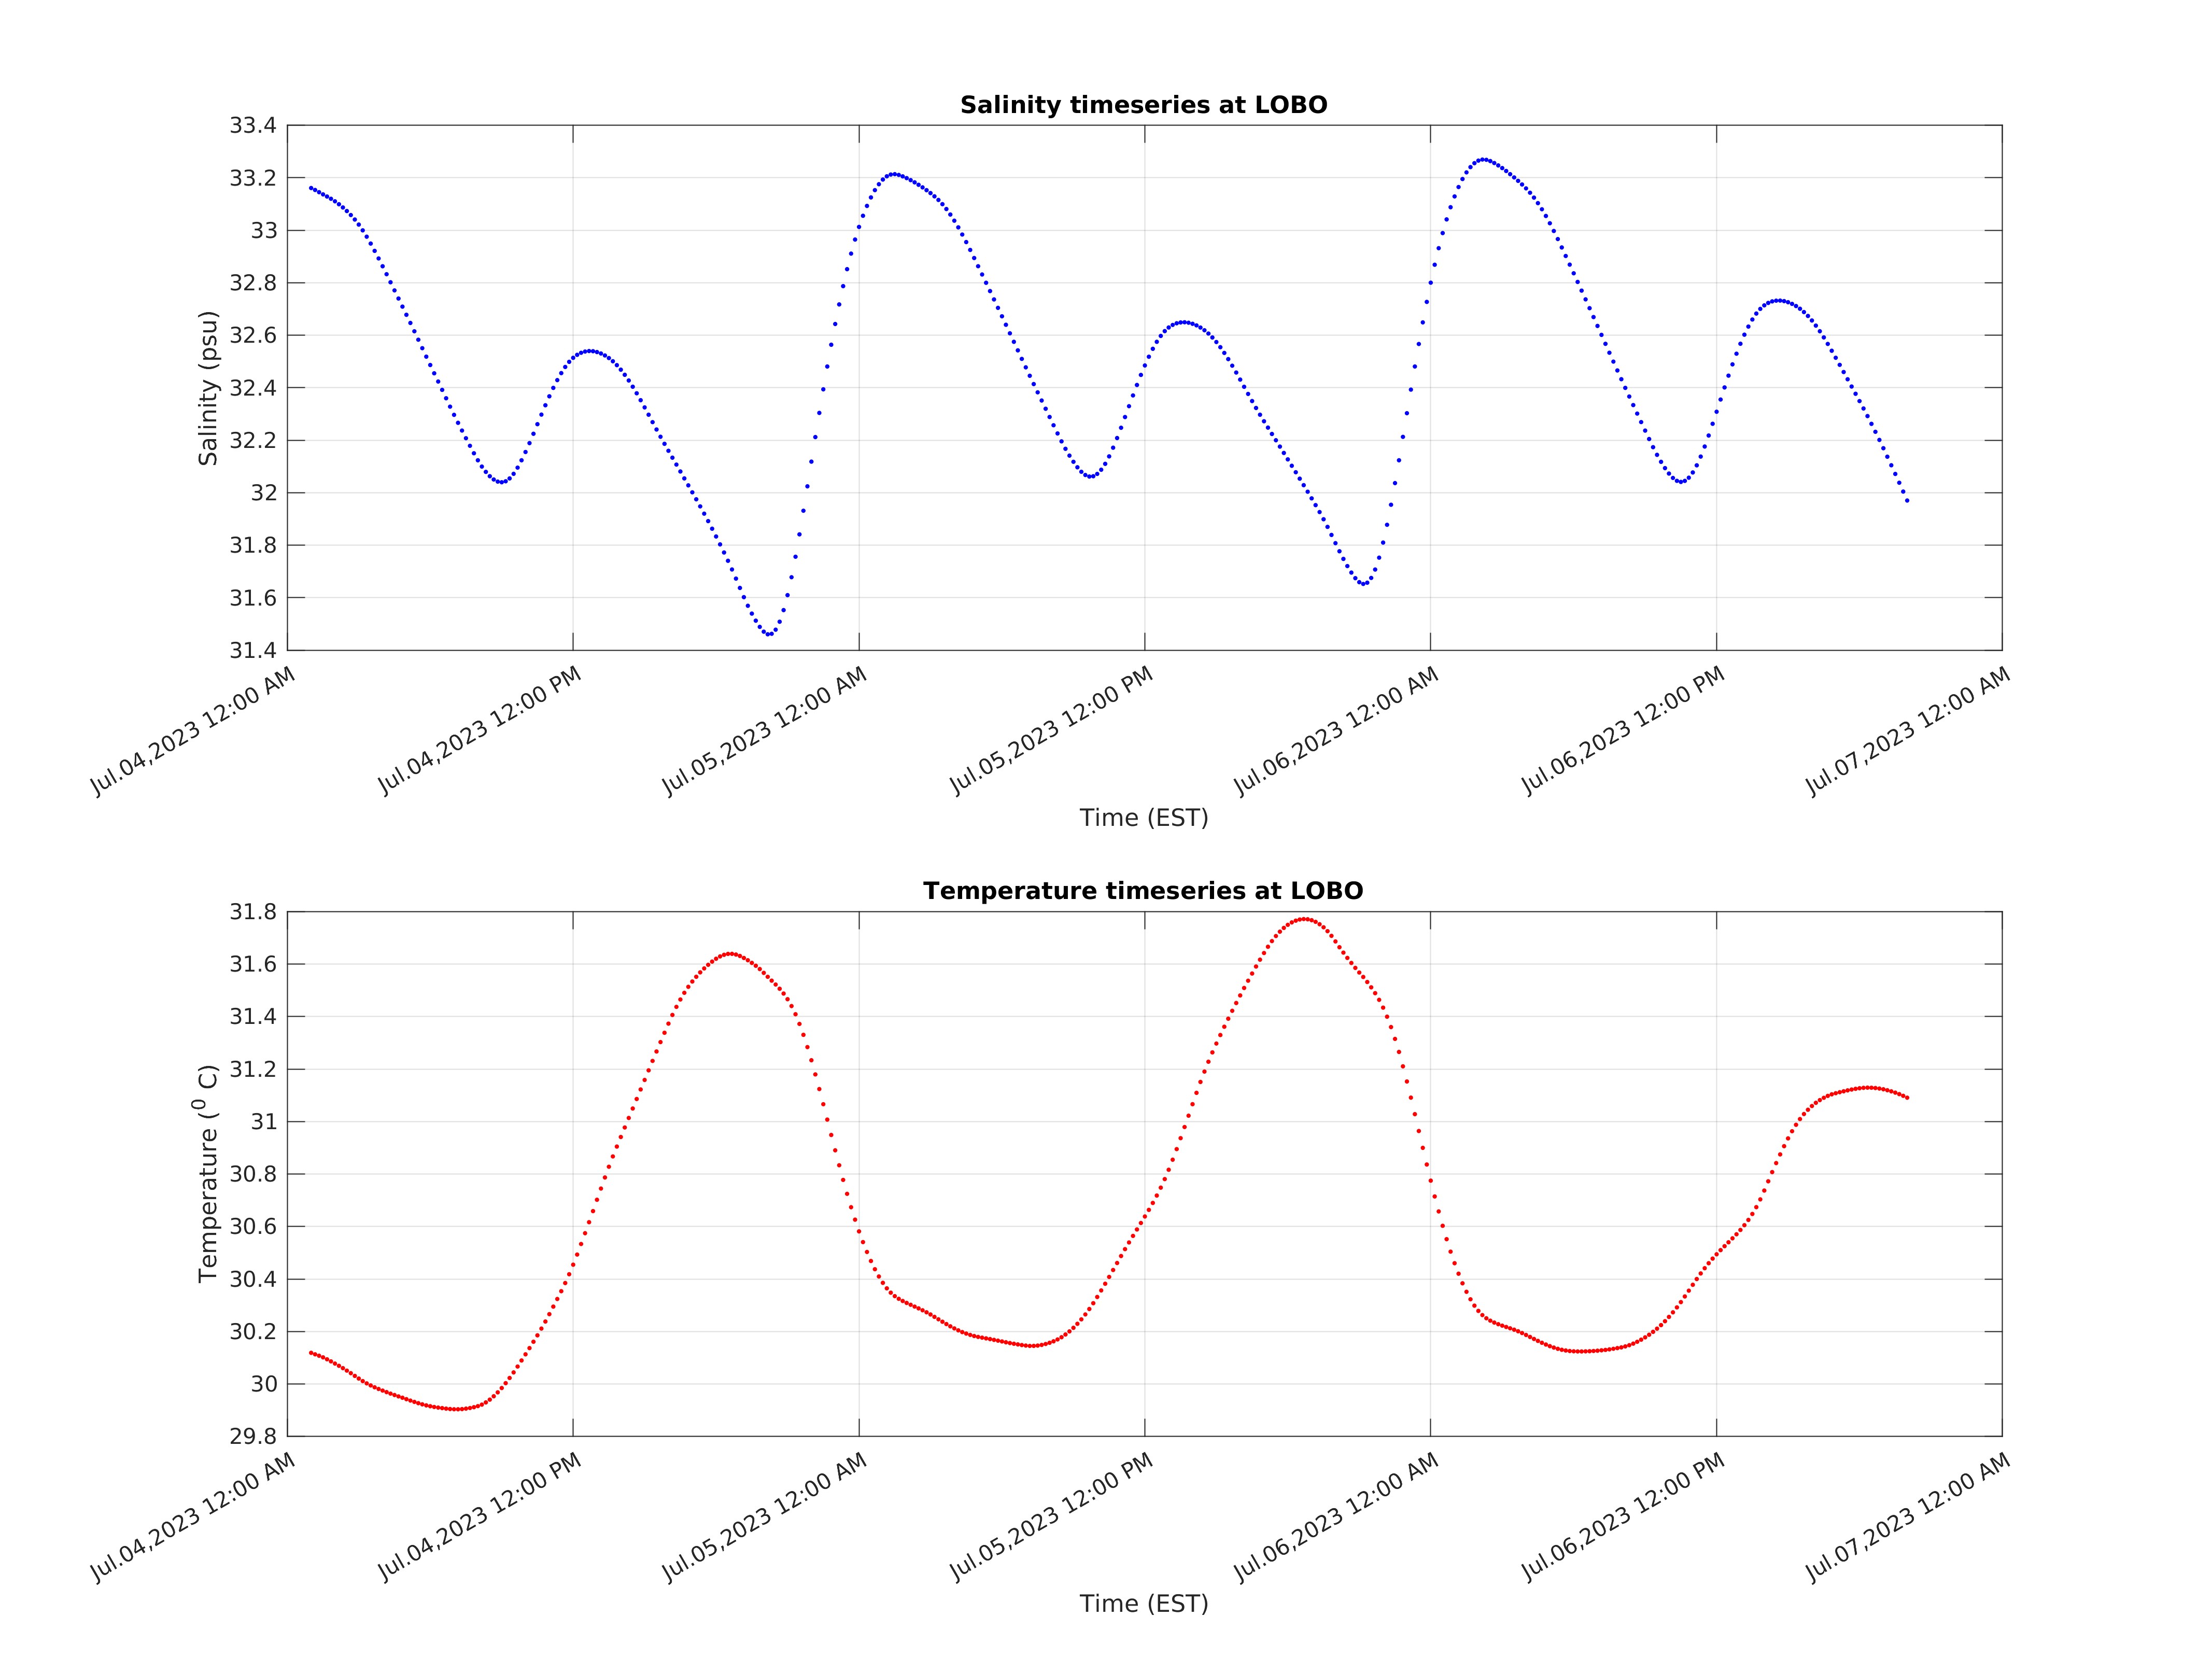 Salinity timeseries at LOBO
33.4
33.2
33
32.8
32.6
32.4
32.2
32
31.8
31.6
31.4
Salinity (psu)
Jul.04,2023 12:00 AM
Jul.04,2023 12:00 PM
Jul.05,2023 12:00 AM
Jul.05,2023 12:00 PM
Jul.06,2023 12:00 AM
Jul.06,2023 12:00 PM
Jul.07,2023 12:00 AM
Time (EST)
Temperature timeseries at LOBO
31.8
31.6
31.4
31.2
31
30.8
30.6
30.4
30.2
30
29.8
Temperature (⁰ C)
Jul.04,2023 12:00 AM
Jul.04,2023 12:00 PM
Jul.05,2023 12:00 AM
Jul.05,2023 12:00 PM
Jul.06,2023 12:00 AM
Jul.06,2023 12:00 PM
Jul.07,2023 12:00 AM
Time (EST)